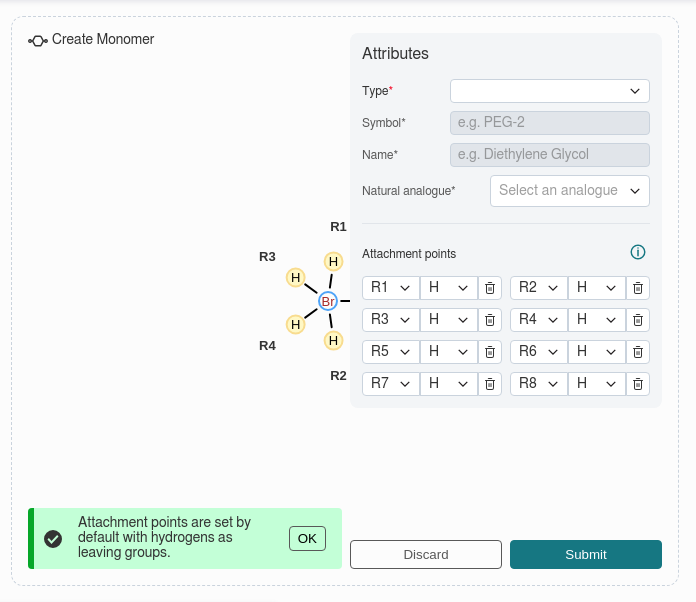 Create Monomer
Attributes
Type*
Symbol* e.g. PEG-2
Name* e.g. Diethylene Glycol
Natural analogue* Select an analogue
R1
R3
H
H
Br
H
H
R4
R2
Attachment points
R1 H R2 H
R3 H R4 H
R5 H R6 H
R7 H R8 H
Attachment points are set by
default with hydrogens as
leaving groups.
OK
Discard Submit